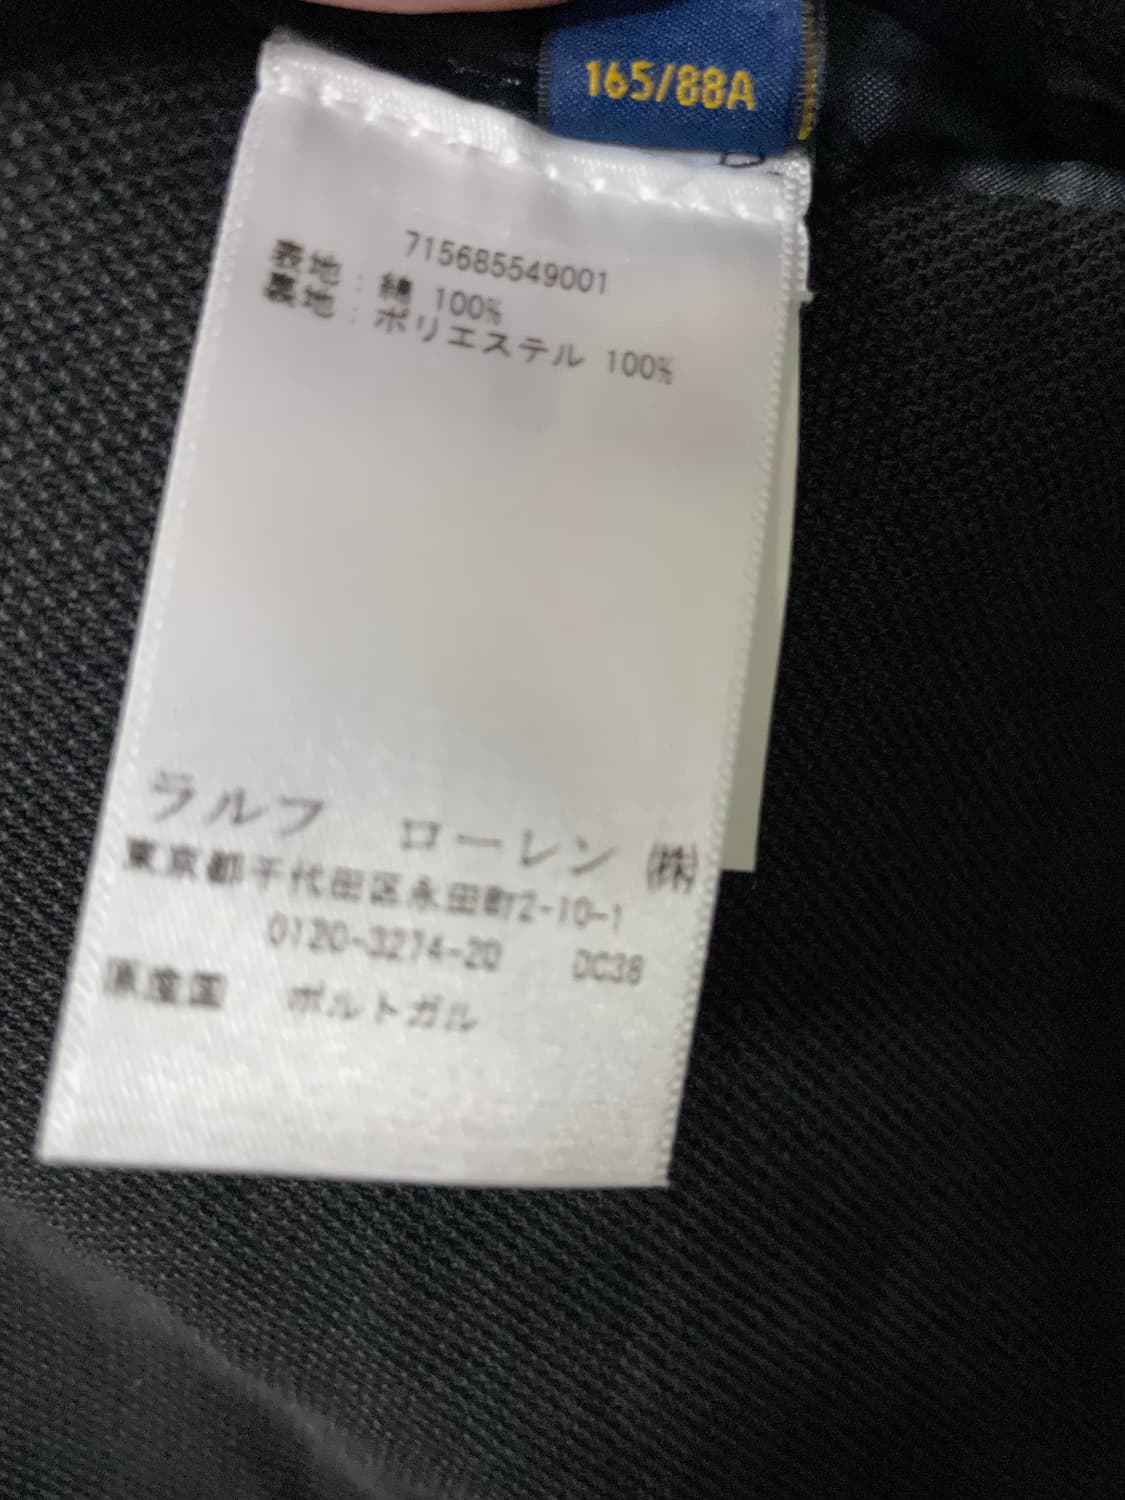 165/88A
715685549001
表地 : 綿 100%
裏地 : ポリエステル 100%
ラルフ ローレン ㈱
東京都千代田区永田町2-10-1
0120-3274-20 DC38
原産国 ポルトガル